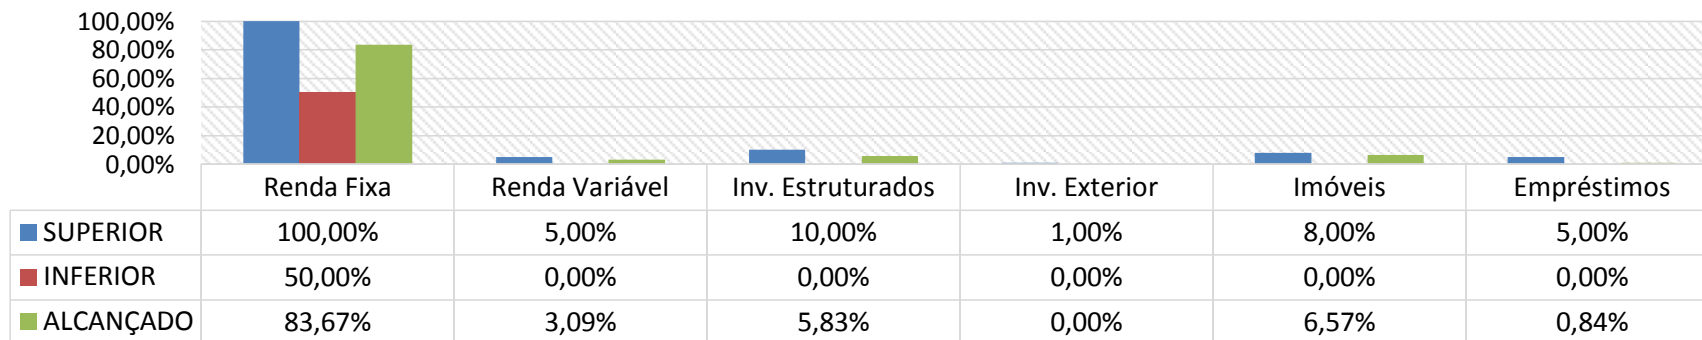 100,00%
80,00%
60,00%
40,00%
20,00%
0,00%
Renda Fixa Renda Variável Inv. Estruturados Inv. Exterior Imóveis Empréstimos
SUPERIOR 100,00% 5,00% 10,00% 1,00% 8,00% 5,00%
INFERIOR 50,00% 0,00% 0,00% 0,00% 0,00% 0,00%
ALCANÇADO 83,67% 3,09% 5,83% 0,00% 6,57% 0,84%